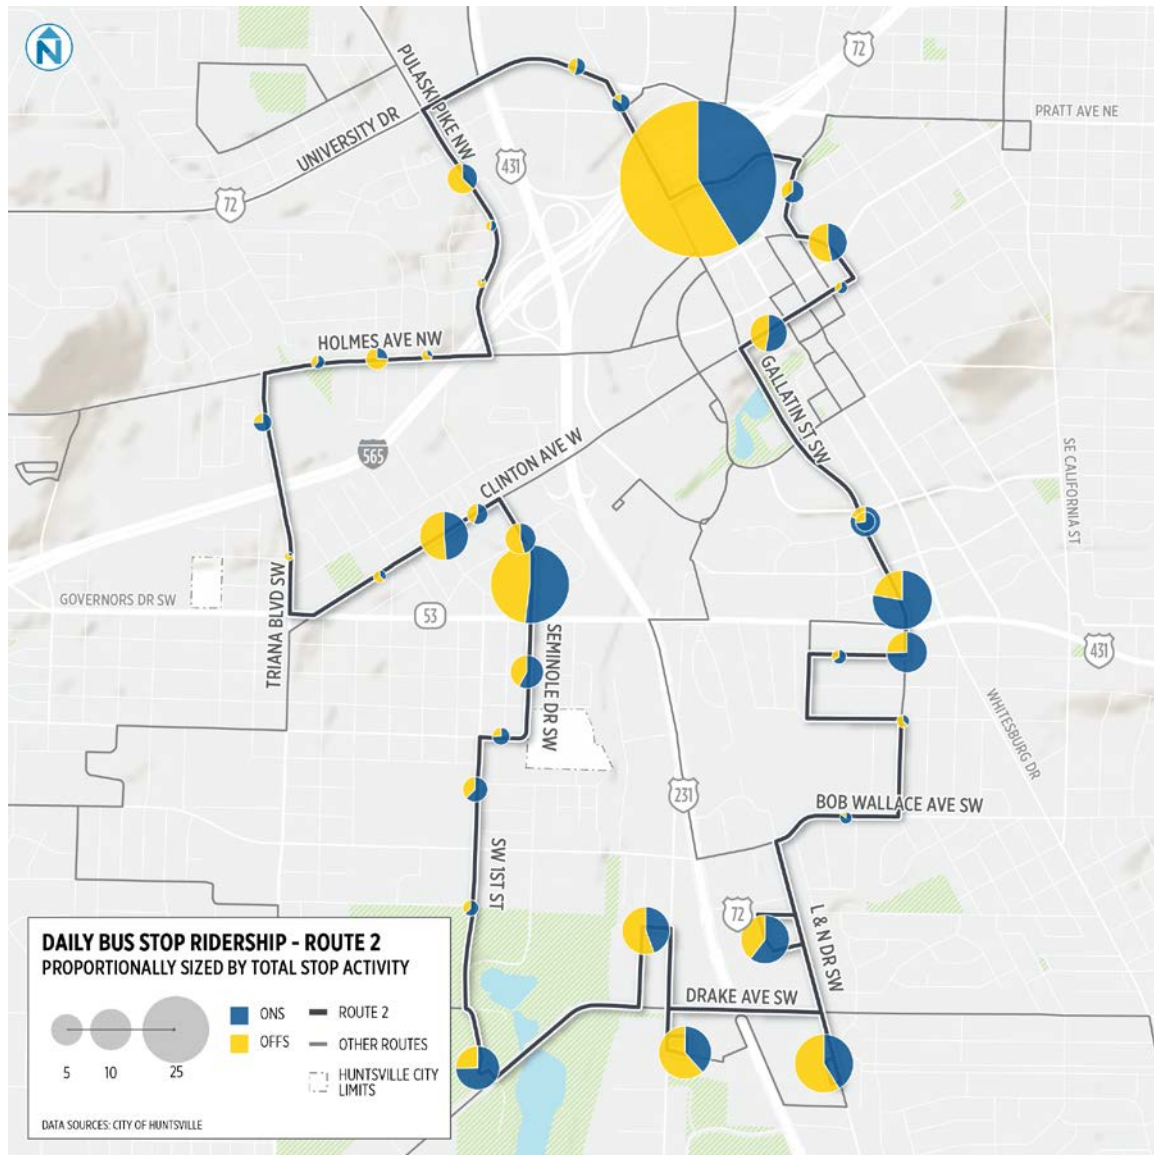 N
PULASKI PIKE NW
72
PRATT AVE NE
UNIVERSITY DR
431
72
HOLMES AVE NW
GALLATIN ST SW
565
CLINTON AVE W
SE CALIFORNIA ST
GOVERNORS DR SW
TRIANA BLVD SW
53
SEMINOLE DR SW
431
WHITESBURG DR
231
BOB WALLACE AVE SW
SW 1ST ST
72
L & N DR SW
DRAKE AVE SW
DAILY BUS STOP RIDERSHIP - ROUTE 2
PROPORTIONALLY SIZED BY TOTAL STOP ACTIVITY
5 10 25
ONS
OFFS
ROUTE 2
OTHER ROUTES
HUNTSVILLE CITY
LIMITS
DATA SOURCES: CITY OF HUNTSVILLE